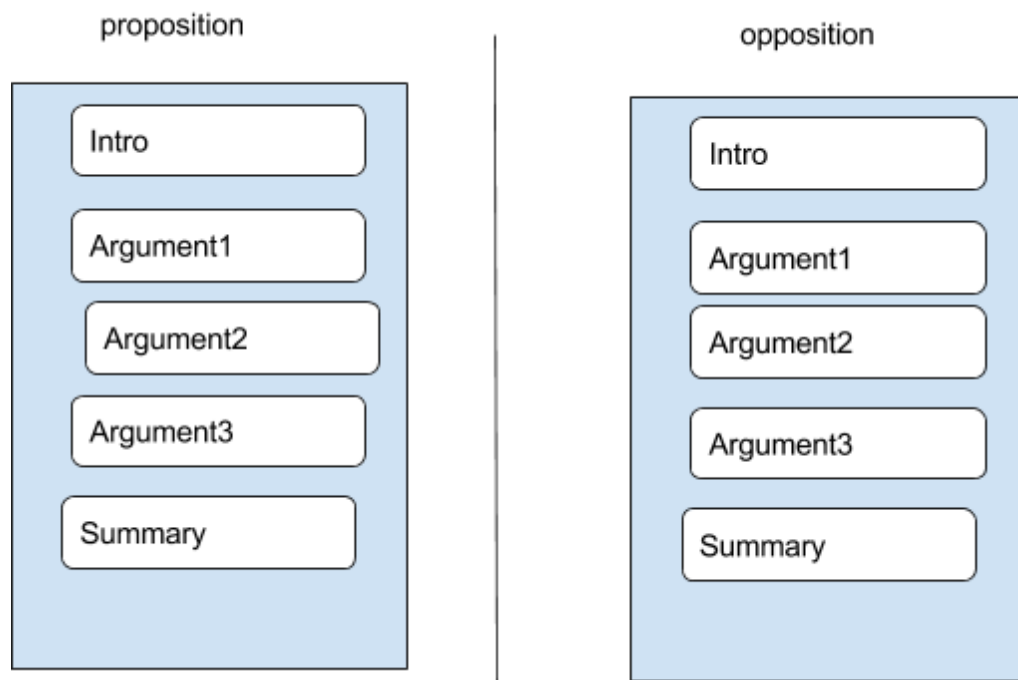 proposition
Intro
Argument1
Argument2
Argument3
Summary
opposition
Intro
Argument1
Argument2
Argument3
Summary